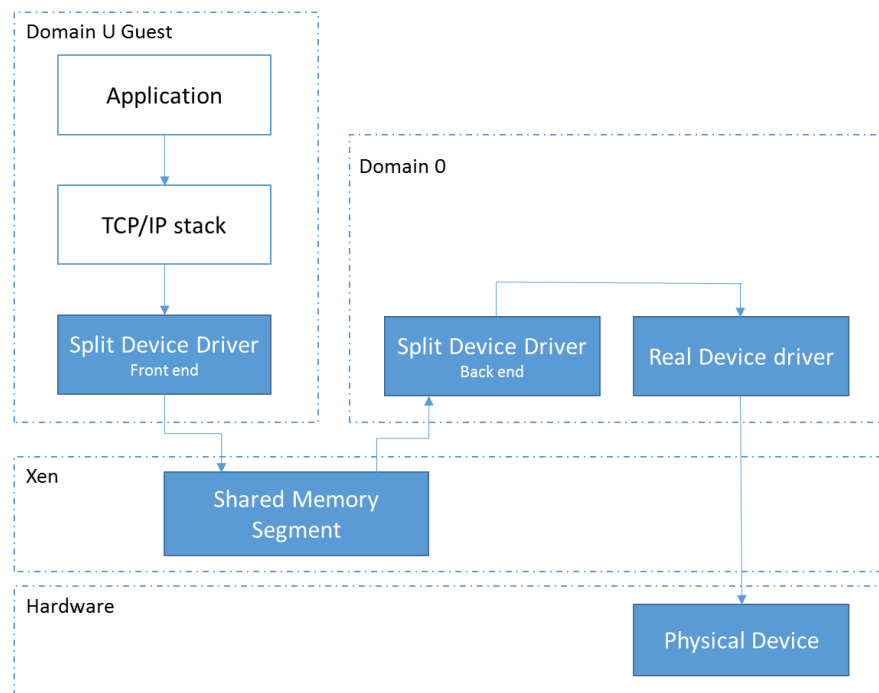 Domain U Guest
Application
TCP/IP stack
Split Device Driver
Front end
Domain 0
Split Device Driver
Back end
Real Device driver
Xen
Shared Memory
Segment
Hardware
Physical Device